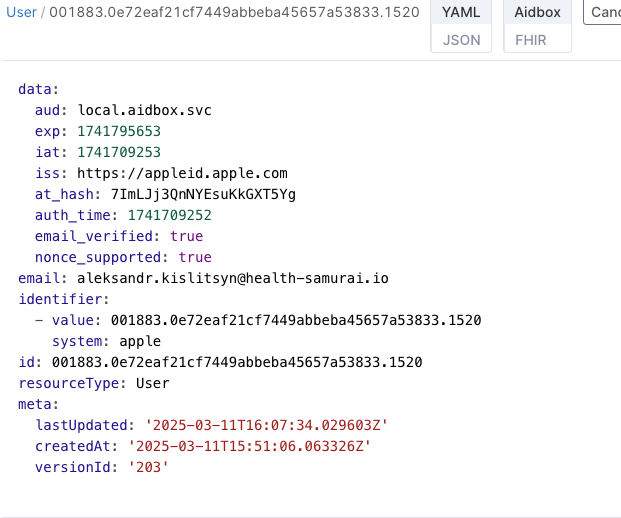 User / 001883.0e72eaf21cf7449abbeba45657a53833.1520
YAML
JSON
Aidbox
FHIR
data:
aud: local.aidbox.svc
exp: 1741795653
iat: 1741709253
iss: https://appleid.apple.com
at_hash: 7ImLJj3QnNYEsuKkGXT5Yg
auth_time: 1741709252
email_verified: true
nonce_supported: true
email: aleksandr.kislitsyn@health-samurai.io
identifier:
– value: 001883.0e72eaf21cf7449abbeba45657a53833.1520
system: apple
id: 001883.0e72eaf21cf7449abbeba45657a53833.1520
resourceType: User
meta:
lastUpdated: '2025-03-11T16:07:34.029603Z'
createdAt: '2025-03-11T15:51:06.063326Z'
versionId: '203'